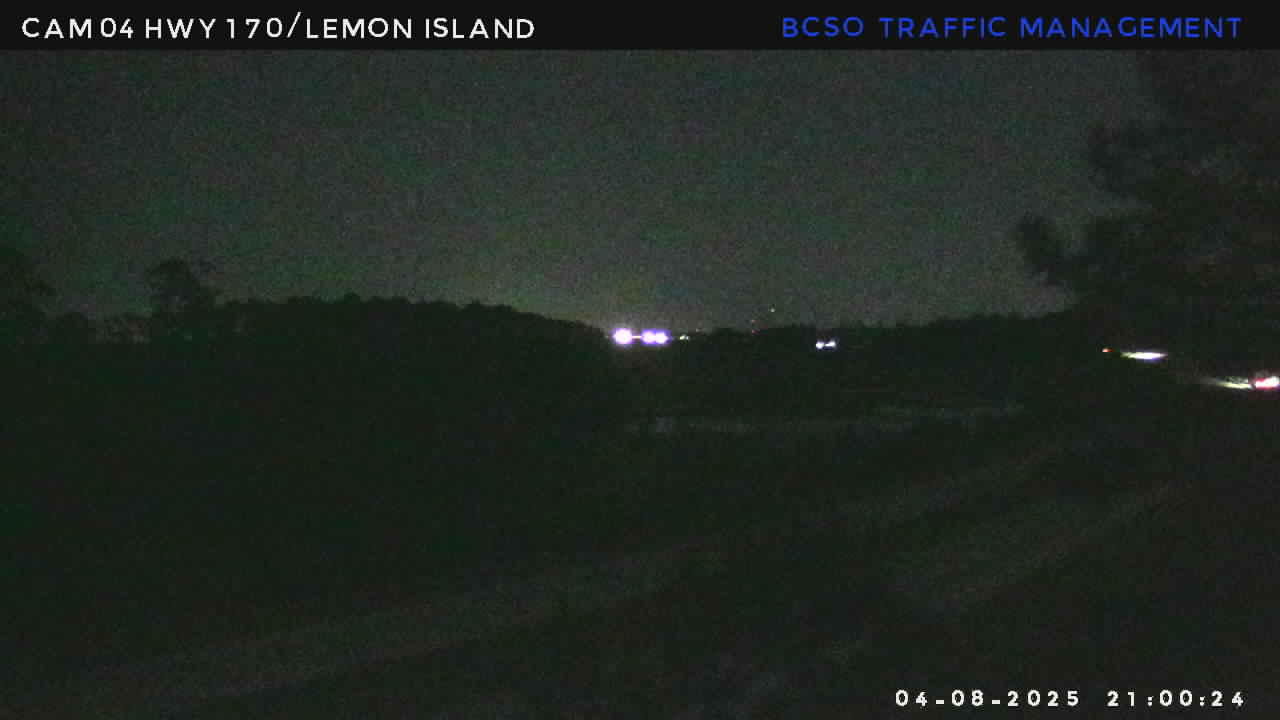 CAM04 HWY 170/LEMON ISLAND
BCSO TRAFFIC MANAGEMENT
04-08-2025 21:00:24